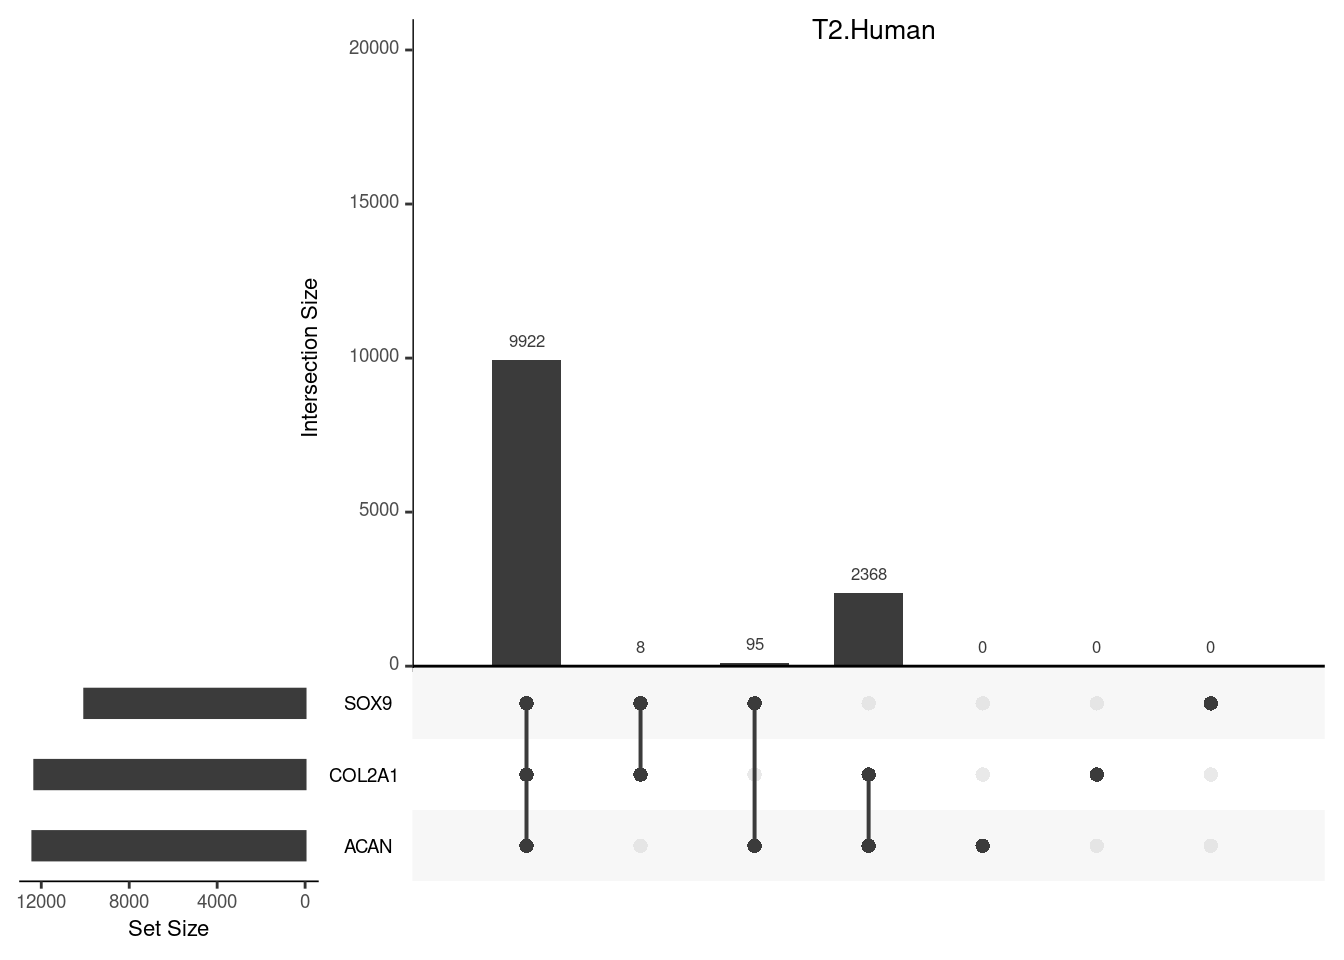 T2.Human
20000
15000
10000
5000
0
Intersection Size
9922
8
95
2368
0
0
0
SOX9
COL2A1
ACAN
12000 8000 4000 0
Set Size